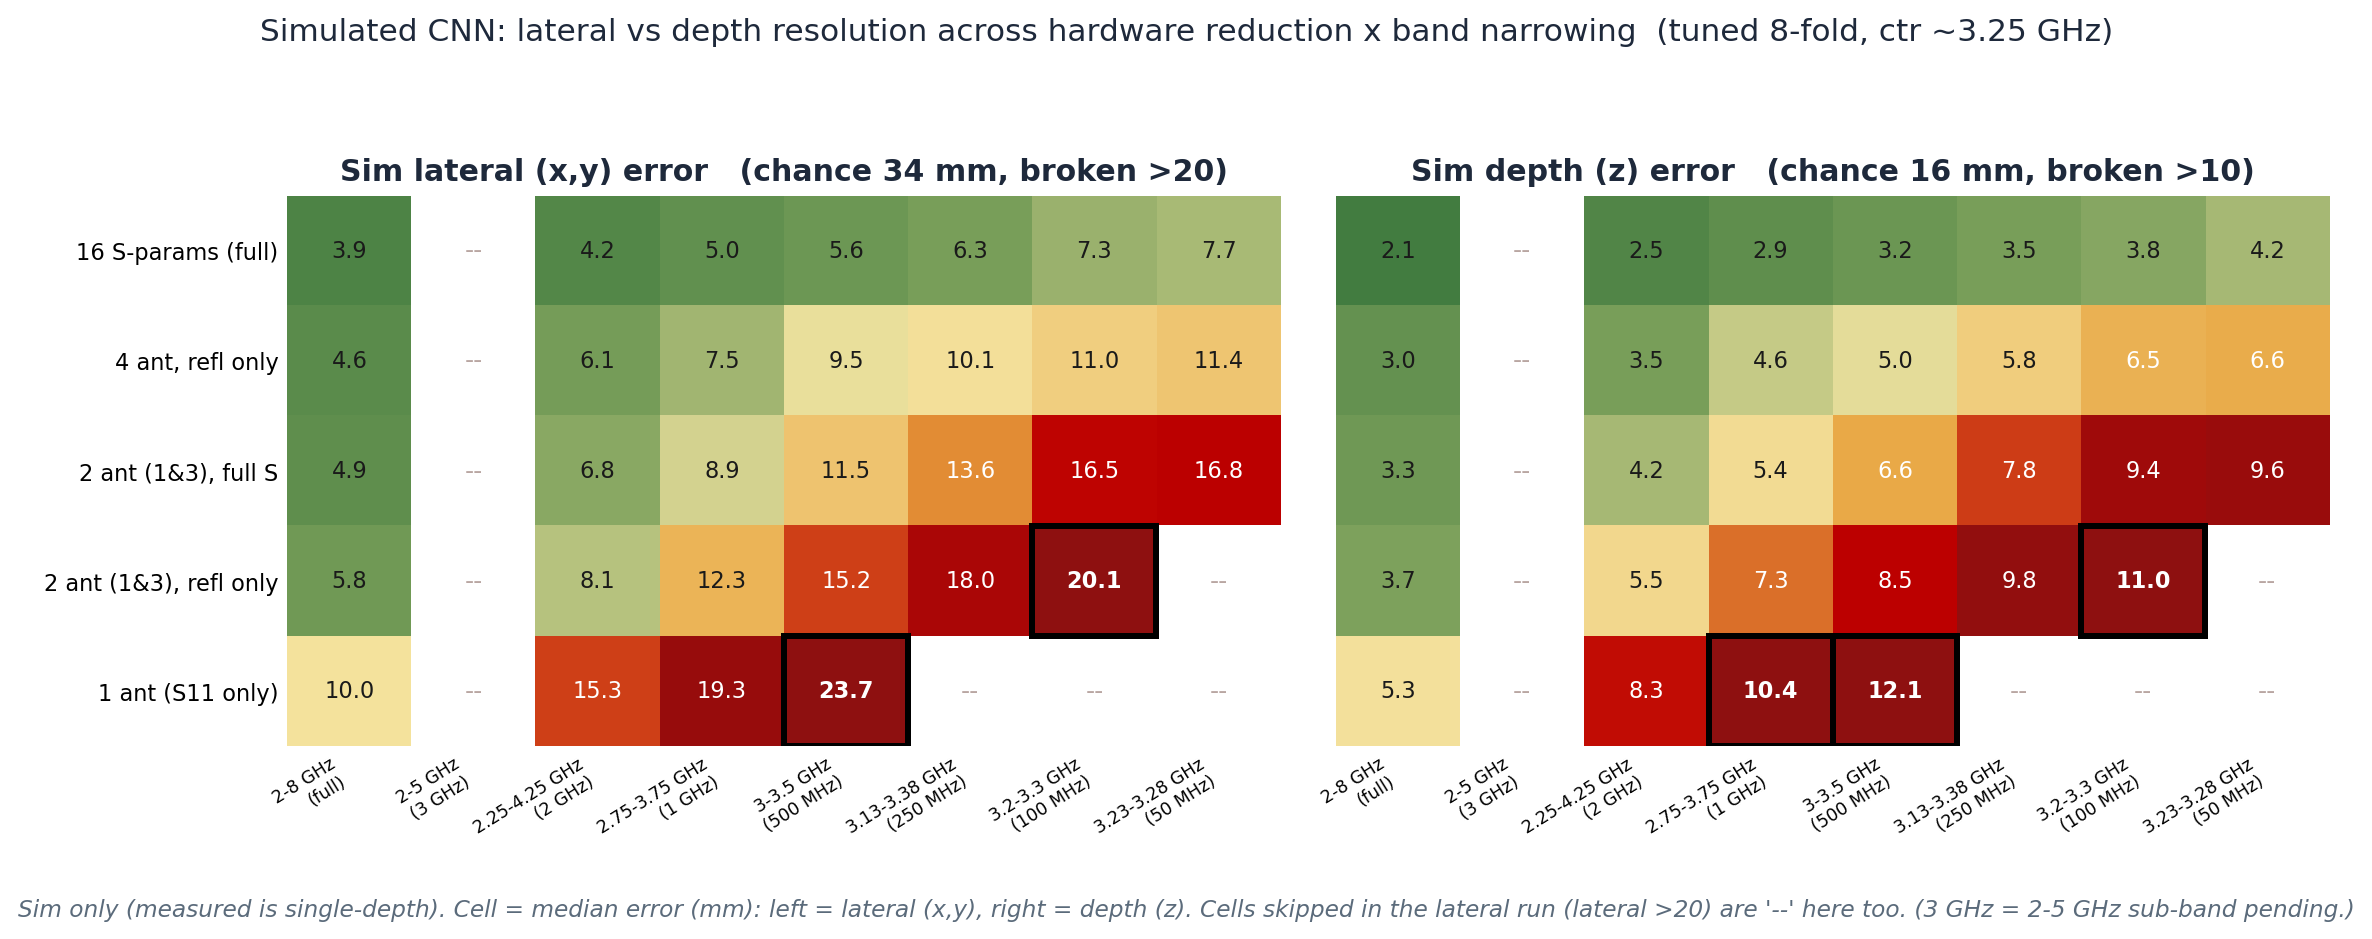 Simulated CNN: lateral vs depth resolution across hardware reduction x band narrowing (tuned 8-fold, ctr ~3.25 GHz)
Sim lateral (x,y) error (chance 34 mm, broken >20)
16 S-params (full) 3.9 -- 4.2 5.0 5.6 6.3 7.3 7.7
4 ant, refl only 4.6 -- 6.1 7.5 9.5 10.1 11.0 11.4
2 ant (1&3), full S 4.9 -- 6.8 8.9 11.5 13.6 16.5 16.8
2 ant (1&3), refl only 5.8 -- 8.1 12.3 15.2 18.0 20.1 --
1 ant (S11 only) 10.0 -- 15.3 19.3 23.7 -- -- --
2-8 GHz
(full)
2-5 GHz
(3 GHz)
2.25-4.25 GHz
(2 GHz)
2.75-3.75 GHz
(1 GHz)
3-3.5 GHz
(500 MHz)
3.13-3.38 GHz
(250 MHz)
3.2-3.3 GHz
(100 MHz)
3.23-3.28 GHz
(50 MHz)
Sim depth (z) error (chance 16 mm, broken >10)
2.1 -- 2.5 2.9 3.2 3.5 3.8 4.2
3.0 -- 3.5 4.6 5.0 5.8 6.5 6.6
3.3 -- 4.2 5.4 6.6 7.8 9.4 9.6
3.7 -- 5.5 7.3 8.5 9.8 11.0 --
5.3 -- 8.3 10.4 12.1 -- -- --
2-8 GHz
(full)
2-5 GHz
(3 GHz)
2.25-4.25 GHz
(2 GHz)
2.75-3.75 GHz
(1 GHz)
3-3.5 GHz
(500 MHz)
3.13-3.38 GHz
(250 MHz)
3.2-3.3 GHz
(100 MHz)
3.23-3.28 GHz
(50 MHz)
Sim only (measured is single-depth). Cell = median error (mm): left = lateral (x,y), right = depth (z). Cells skipped in the lateral run (lateral >20) are '--' here too. (3 GHz = 2-5 GHz sub-band pending.)